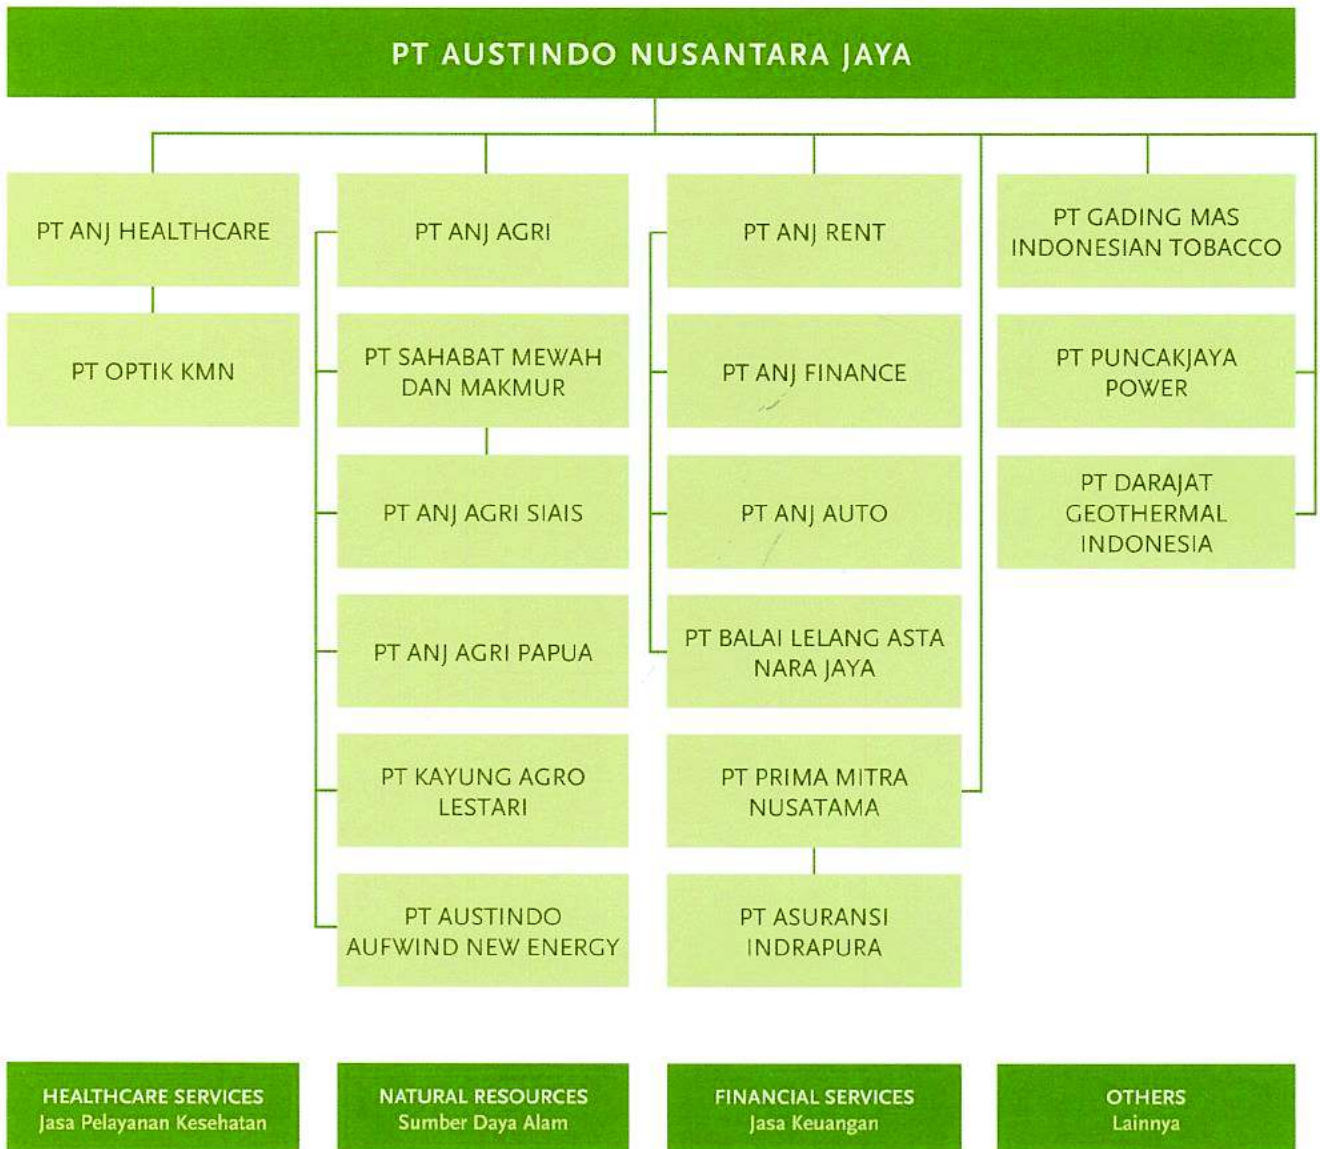 PT AUSTINDO NUSANTARA JAYA
PT ANJ HEALTHCARE
PT OPTIK KMN
PT ANJ AGRI
PT SAHABAT MEWAH
DAN MAKMUR
PT ANJ AGRI SIAIS
PT ANJ AGRI PAPUA
PT KAYUNG AGRO
LESTARI
PT AUSTINDO
AUFWIND NEW ENERGY
PT ANJ RENT
PT ANJ FINANCE
PT ANJ AUTO
PT BALAI LELANG ASTA
NARA JAYA
PT PRIMA MITRA
NUSATAMA
PT ASURANSI
INDRAPURA
PT GADING MAS
INDONESIAN TOBACCO
PT PUNCAKJAYA
POWER
PT DARAJAT
GEOTHERMAL
INDONESIA
HEALTHCARE SERVICES
Jasa Pelayanan Kesehatan
NATURAL RESOURCES
Sumber Daya Alam
FINANCIAL SERVICES
Jasa Keuangan
OTHERS
Lainnya